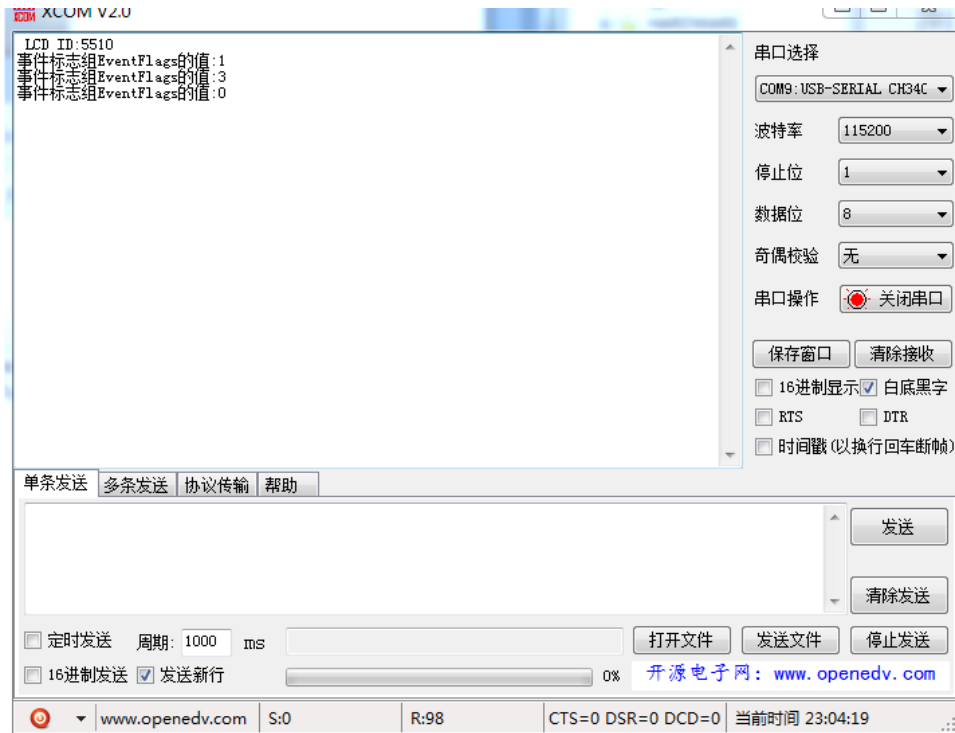 XCOM V2.0
LCD ID:5510
事件标志组EventFlags的值:1
事件标志组EventFlags的值:3
事件标志组EventFlags的值:0
串口选择
COM9:USB-SERIAL CH34C
波特率 115200
停止位 1
数据位 8
奇偶校验 无
串口操作 关闭串口
保存窗口 清除接收
16进制显示 白底黑字
RTS DTR
时间戳(以换行回车断帧)
单条发送 多条发送 协议传输 帮助
发送
清除发送
定时发送 周期: 1000 ms 打开文件 发送文件 停止发送
16进制发送 发送新行 0% 开源电子网: www.openedv.com
www.openedv.com S:0 R:98 CTS=0 DSR=0 DCD=0 当前时间 23:04:19